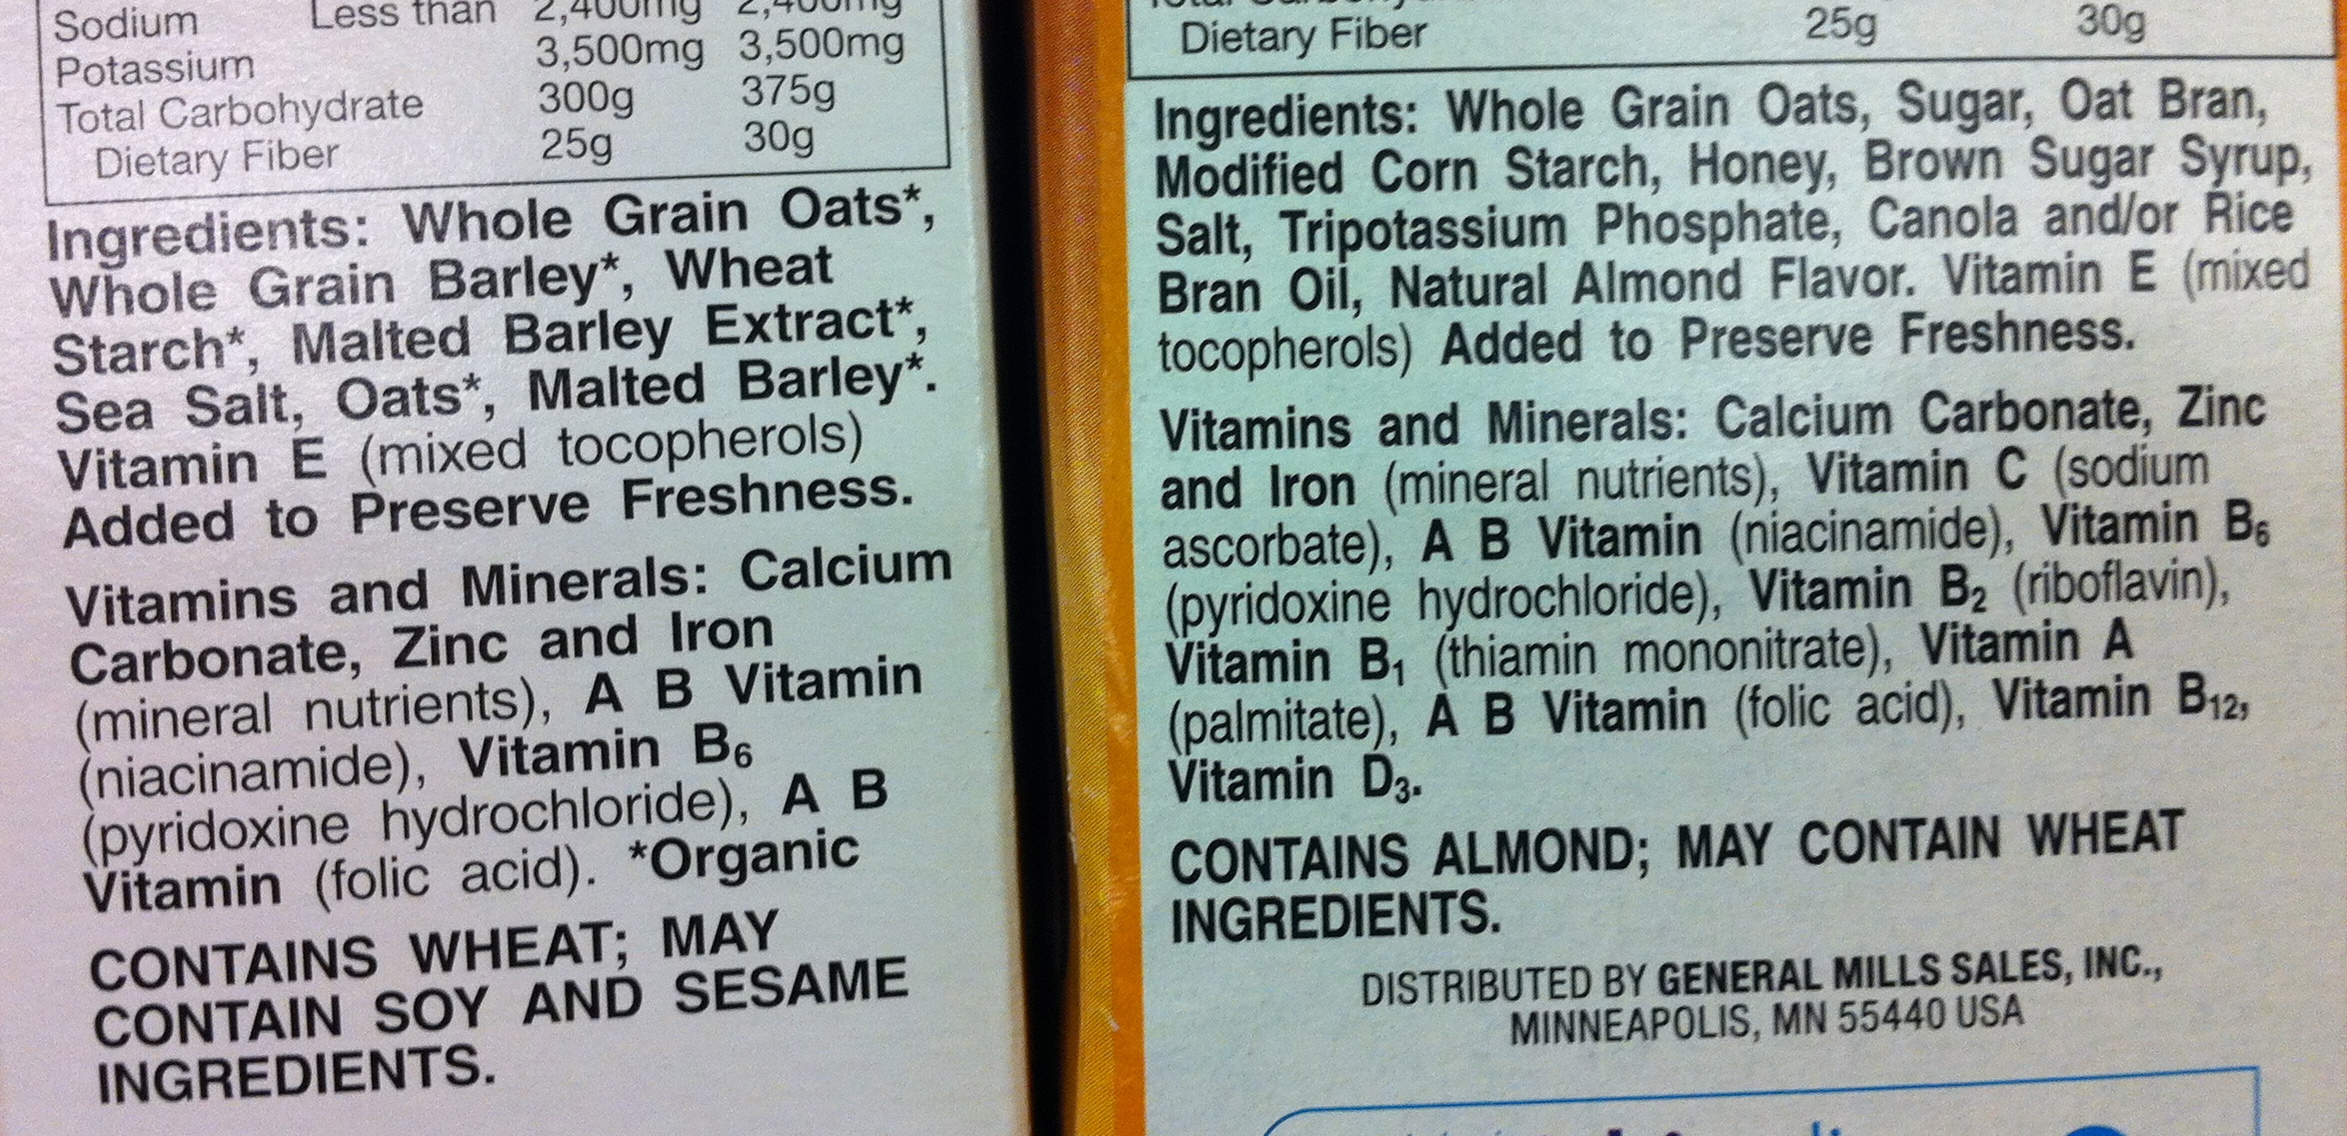 Sodium Less than 2,400mg 2,400mg
Potassium 3,500mg 3,500mg
Total Carbohydrate 300g 375g
Dietary Fiber 25g 30g
Ingredients: Whole Grain Oats*,
Whole Grain Barley*, Wheat
Starch*, Malted Barley Extract*,
Sea Salt, Oats*, Malted Barley*.
Vitamin E (mixed tocopherols)
Added to Preserve Freshness.
Vitamins and Minerals: Calcium
Carbonate, Zinc and Iron
(mineral nutrients), A B Vitamin
(niacinamide), Vitamin B6
(pyridoxine hydrochloride), A B
Vitamin (folic acid). *Organic
CONTAINS WHEAT; MAY
CONTAIN SOY AND SESAME
INGREDIENTS.
Dietary Fiber 25g 30g
Ingredients: Whole Grain Oats, Sugar, Oat Bran,
Modified Corn Starch, Honey, Brown Sugar Syrup,
Salt, Tripotassium Phosphate, Canola and/or Rice
Bran Oil, Natural Almond Flavor. Vitamin E (mixed
tocopherols) Added to Preserve Freshness.
Vitamins and Minerals: Calcium Carbonate, Zinc
and Iron (mineral nutrients), Vitamin C (sodium
ascorbate), A B Vitamin (niacinamide), Vitamin B6
(pyridoxine hydrochloride), Vitamin B2 (riboflavin),
Vitamin B1 (thiamin mononitrate), Vitamin A
(palmitate), A B Vitamin (folic acid), Vitamin B12,
Vitamin D3.
CONTAINS ALMOND; MAY CONTAIN WHEAT
INGREDIENTS.
DISTRIBUTED BY GENERAL MILLS SALES, INC.,
MINNEAPOLIS, MN 55440 USA